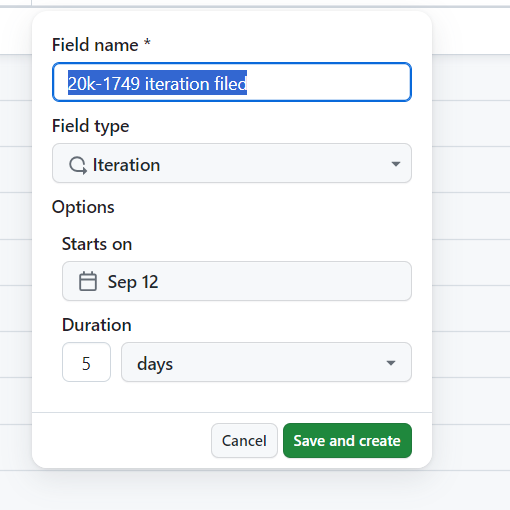 Field name *
20k-1749 iteration filed
Field type
Iteration
Options
Starts on
Sep 12
Duration
5 days
Cancel Save and create